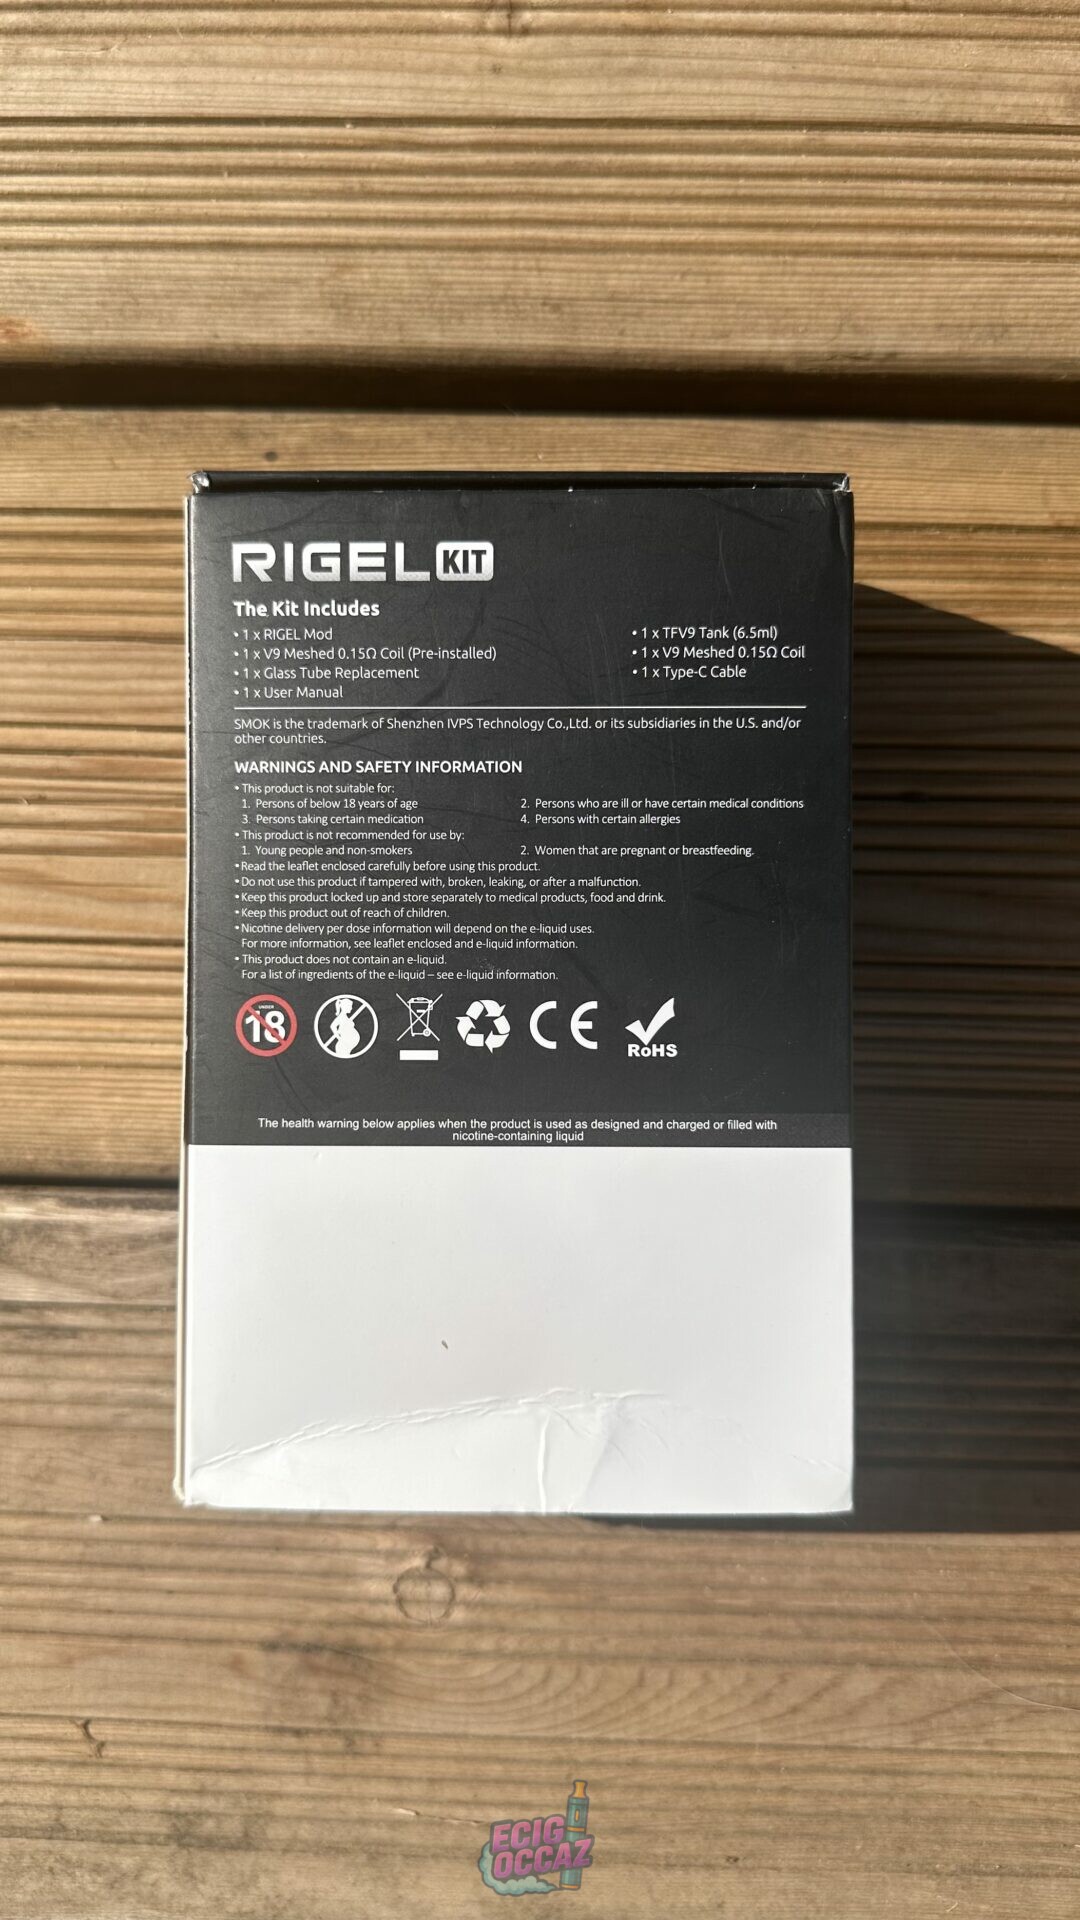 RIGEL KIT
The Kit Includes
• 1 x RIGEL Mod
• 1 x V9 Meshed 0.15Ω Coil (Pre-installed)
• 1 x Glass Tube Replacement
• 1 x User Manual
• 1 x TFV9 Tank (6.5ml)
• 1 x V9 Meshed 0.15Ω Coil
• 1 x Type-C Cable
SMOK is the trademark of Shenzhen IVPS Technology Co.,Ltd. or its subsidiaries in the U.S. and/or
other countries.
WARNINGS AND SAFETY INFORMATION
• This product is not suitable for:
1. Persons of below 18 years of age
2. Persons who are ill or have certain medical conditions
3. Persons taking certain medication
4. Persons with certain allergies
• This product is not recommended for use by:
1. Young people and non-smokers
2. Women that are pregnant or breastfeeding.
• Read the leaflet enclosed carefully before using this product.
• Do not use this product if tampered with, broken, leaking, or after a malfunction.
• Keep this product locked up and store separately to medical products, food and drink.
• Keep this product out of reach of children.
• Nicotine delivery per dose information will depend on the e-liquid uses.
For more information, see leaflet enclosed and e-liquid information.
• This product does not contain an e-liquid.
For a list of ingredients of the e-liquid – see e-liquid information.
UNDER
18
CE
RoHS
The health warning below applies when the product is used as designed and charged or filled with
nicotine-containing liquid
ECIG
OCCAZ